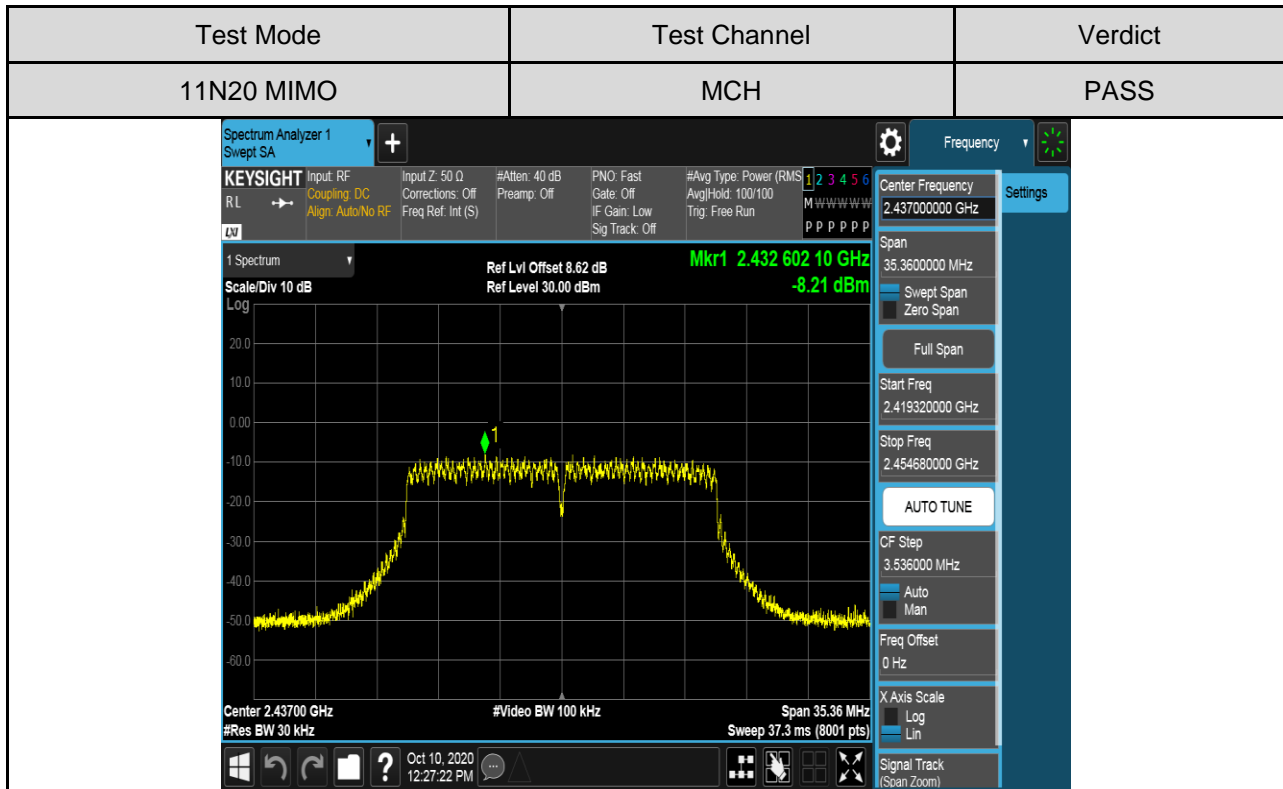 Test Mode Test Channel Verdict
11N20 MIMO MCH PASS
Spectrum Analyzer 1
Swept SA
+
Frequency
KEYSIGHT
R L
LXI
Input: RF
Coupling: DC
Align: Auto/No RF
Input Z: 50 Ω
Corrections: Off
Freq Ref: Int (S)
#Atten: 40 dB
Preamp: Off
PNO: Fast
Gate: Off
IF Gain: Low
Sig Track: Off
#Avg Type: Power (RMS
Avg|Hold: 100/100
Trig: Free Run
1 2 3 4 5 6
M W W W W W
P P P P P P
Settings
Center Frequency
2.437000000 GHz
Span
35.3600000 MHz
Swept Span
Zero Span
Full Span
Start Freq
2.419320000 GHz
Stop Freq
2.454680000 GHz
AUTO TUNE
CF Step
3.536000 MHz
Auto
Man
Freq Offset
0 Hz
X Axis Scale
Log
Lin
Signal Track
(Span Zoom)
1 Spectrum
Scale/Div 10 dB
Ref Lvl Offset 8.62 dB
Ref Level 30.00 dBm
Mkr1 2.432 602 10 GHz
-8.21 dBm
Log
20.0
10.0
0.00
-10.0
-20.0
-30.0
-40.0
-50.0
-60.0
1
Center 2.43700 GHz
#Res BW 30 kHz
#Video BW 100 kHz
Span 35.36 MHz
Sweep 37.3 ms (8001 pts)
?
Oct 10, 2020
12:27:22 PM